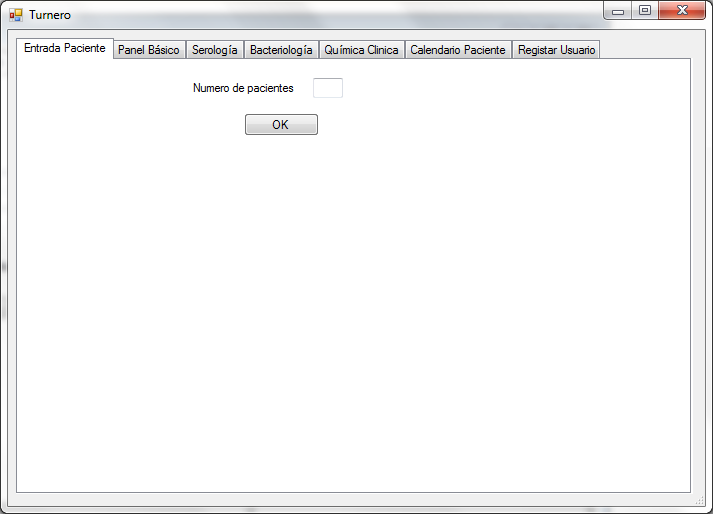 Turnero
Entrada Paciente Panel Básico Serología Bacteriología Química Clinica Calendario Paciente Registar Usuario
Numero de pacientes
OK